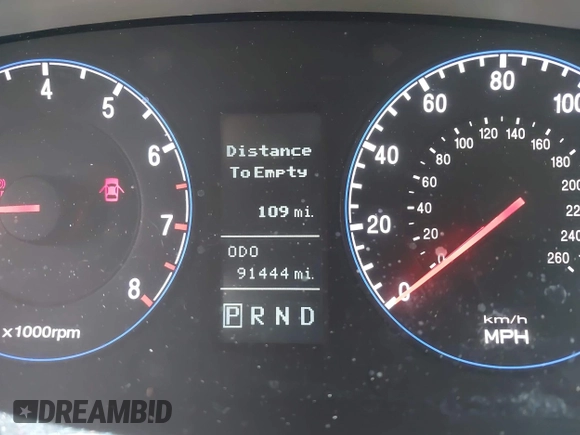 4
5
6
7
8
x1000rpm
Distance
To Empty
109 mi.
ODO
91444 mi.
P R N D
0
20
40
60
80
100
0
20
40
60
80
100
120
140
160
180
200
240
260
km/h
MPH
DREAMBID